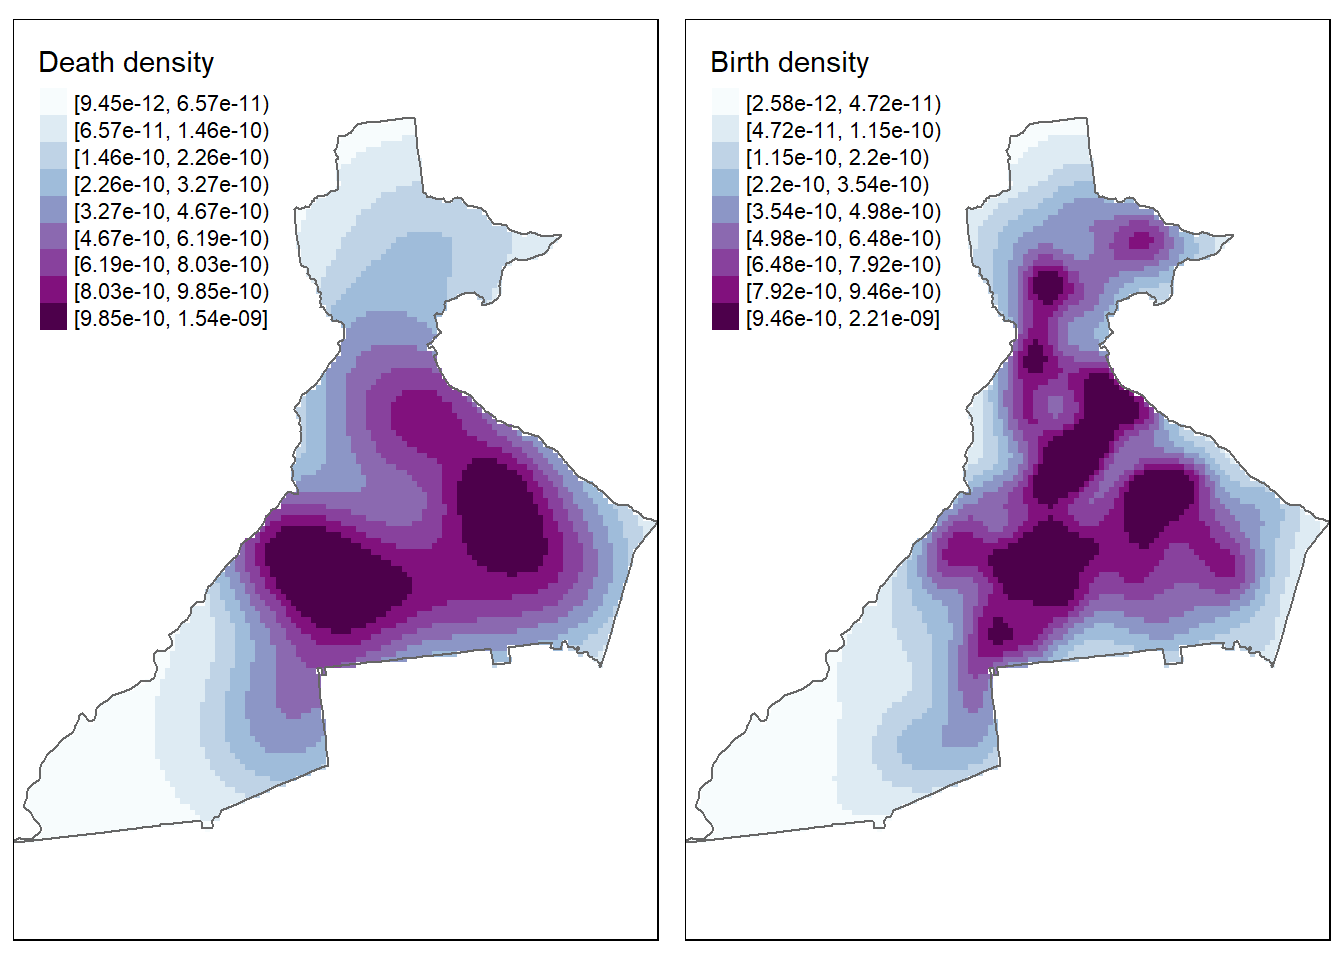 Death density
[9.45e-12, 6.57e-11)
[6.57e-11, 1.46e-10)
[1.46e-10, 2.26e-10)
[2.26e-10, 3.27e-10)
[3.27e-10, 4.67e-10)
[4.67e-10, 6.19e-10)
[6.19e-10, 8.03e-10)
[8.03e-10, 9.85e-10)
[9.85e-10, 1.54e-09]
Birth density
[2.58e-12, 4.72e-11)
[4.72e-11, 1.15e-10)
[1.15e-10, 2.2e-10)
[2.2e-10, 3.54e-10)
[3.54e-10, 4.98e-10)
[4.98e-10, 6.48e-10)
[6.48e-10, 7.92e-10)
[7.92e-10, 9.46e-10)
[9.46e-10, 2.21e-09]